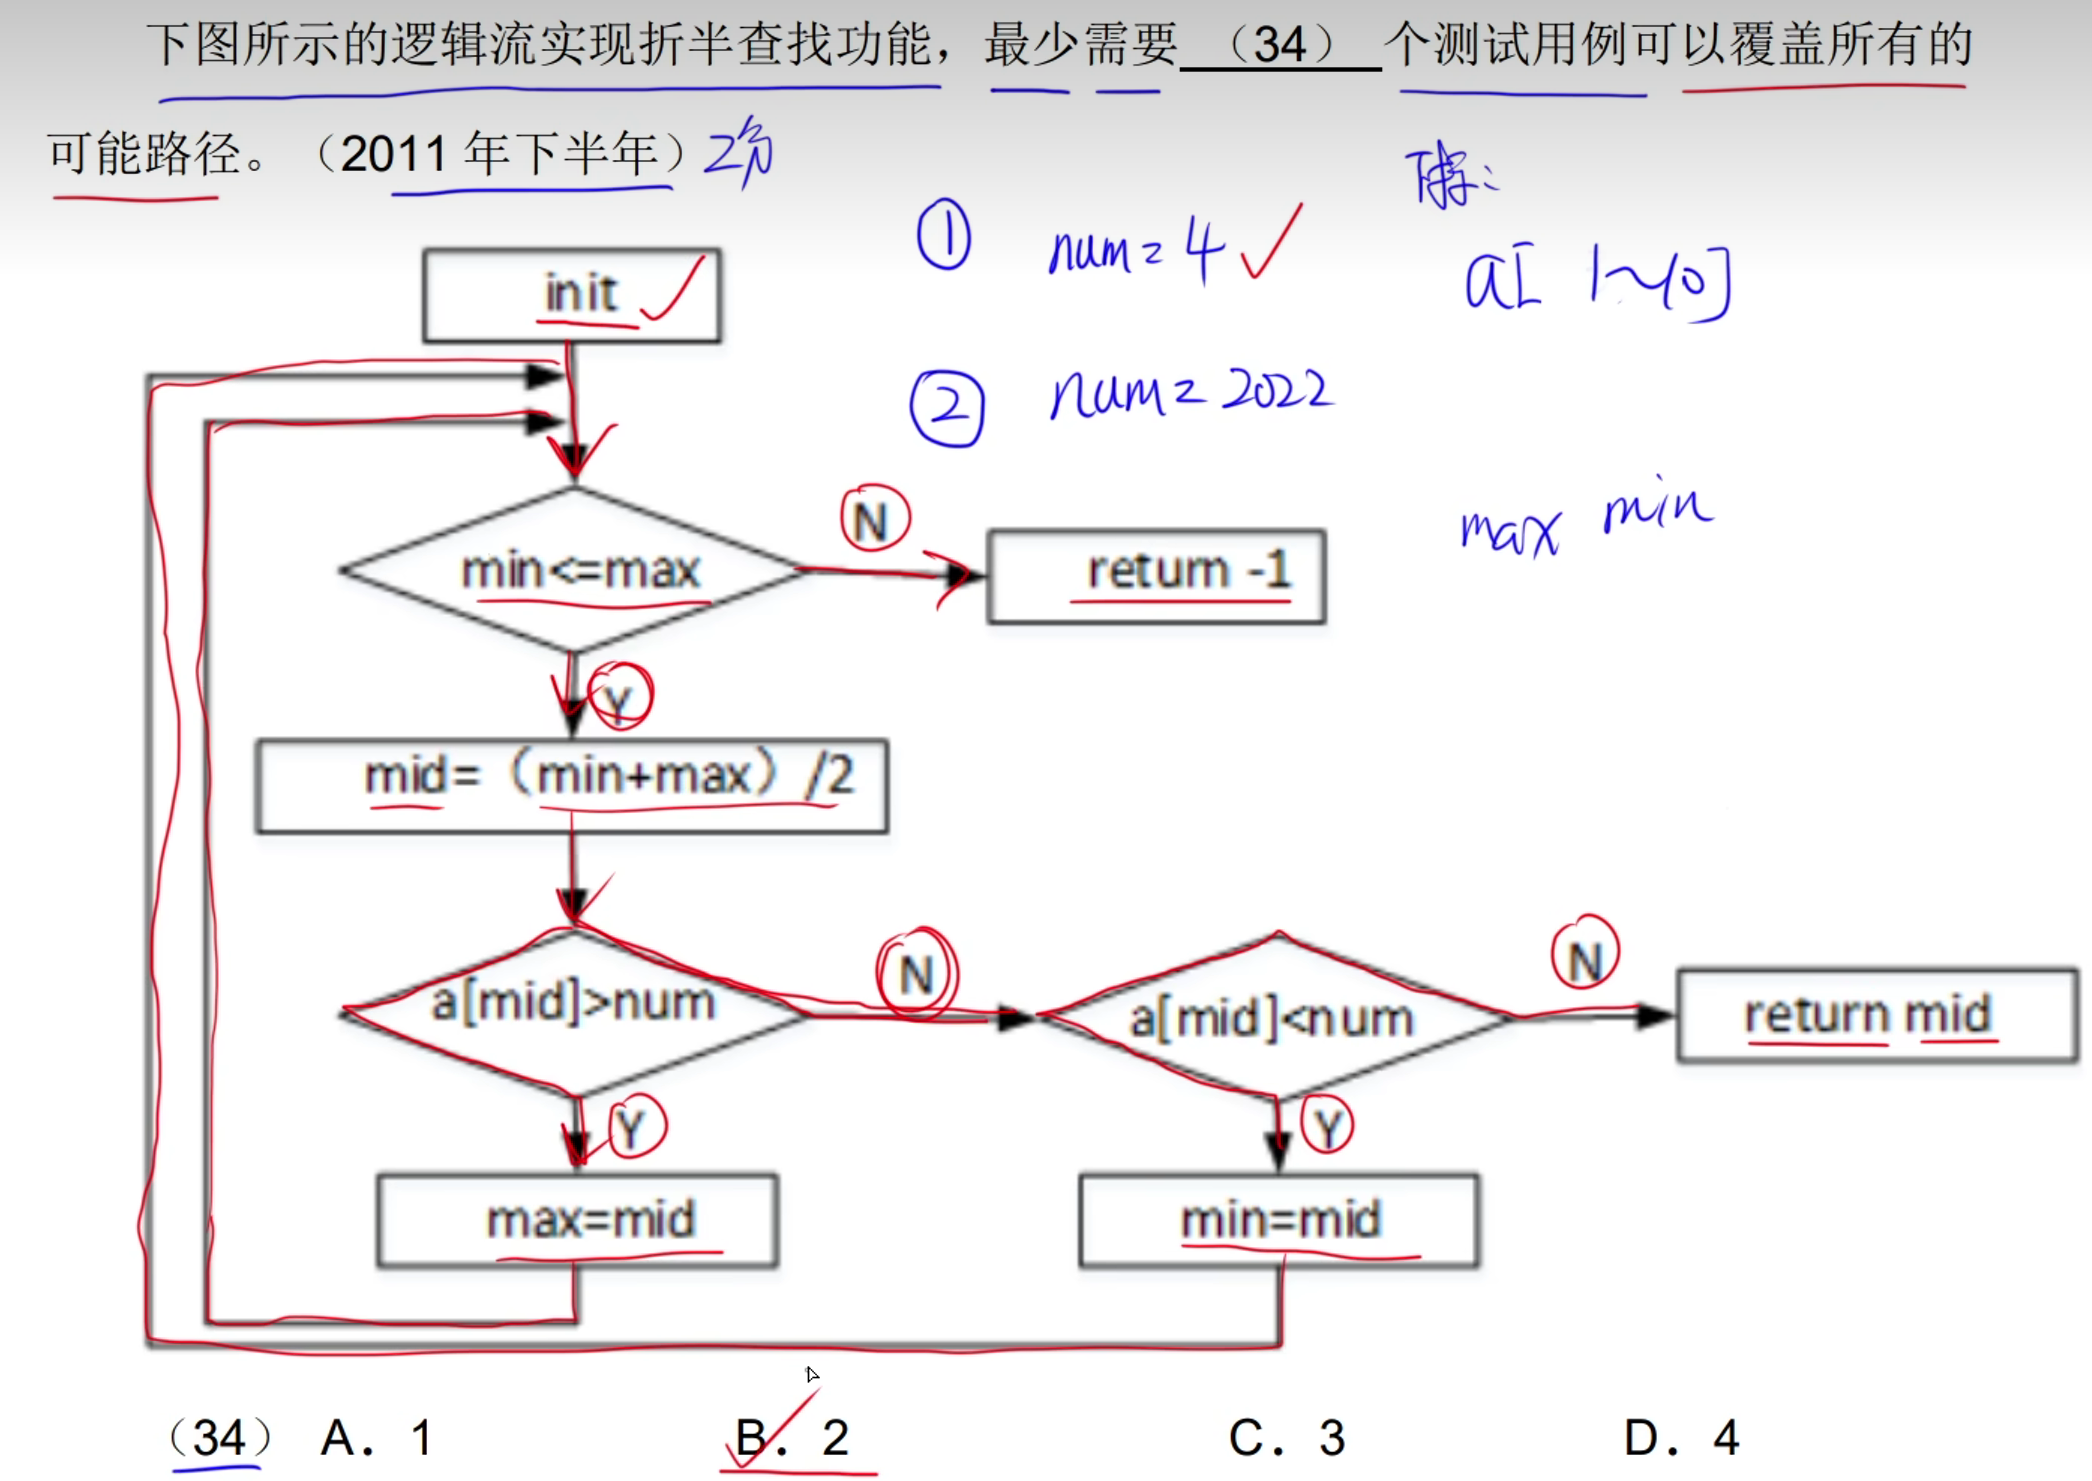 下图所示的逻辑流实现折半查找功能，最少需要 （34） 个测试用例可以覆盖所有的
可能路径。（2011 年下半年）2分
① num=4
a[1~10]
② num=2022
max min
init
N
min<=max
return -1
Y
mid=（min+max）/2
N
N
a[mid]>num
a[mid]<num
return mid
Y
Y
max=mid
min=mid
（34） A. 1 B. 2 C. 3 D. 4